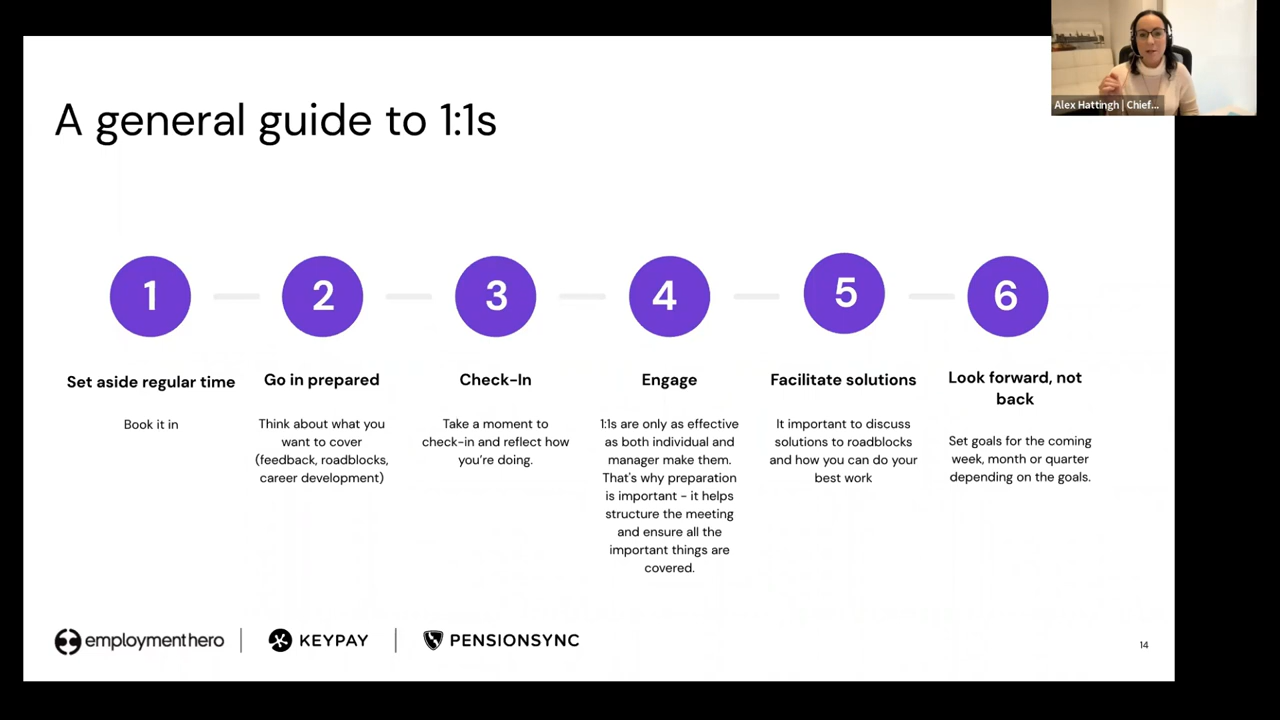 Alex Hattingh | Chief...
A general guide to 1:1s
1
2
3
4
5
6
Set aside regular time
Book it in
Go in prepared
Think about what you
want to cover
(feedback, roadblocks,
career development)
Check-In
Take a moment to
check-in and reflect how
you're doing.
Engage
1:1s are only as effective
as both individual and
manager make them.
That's why preparation
is important - it helps
structure the meeting
and ensure all the
important things are
covered.
Facilitate solutions
It important to discuss
solutions to roadblocks
and how you can do your
best work
Look forward, not
back
Set goals for the coming
week, month or quarter
depending on the goals.
employmenthero
KEYPAY
PENSIONSYNC
14